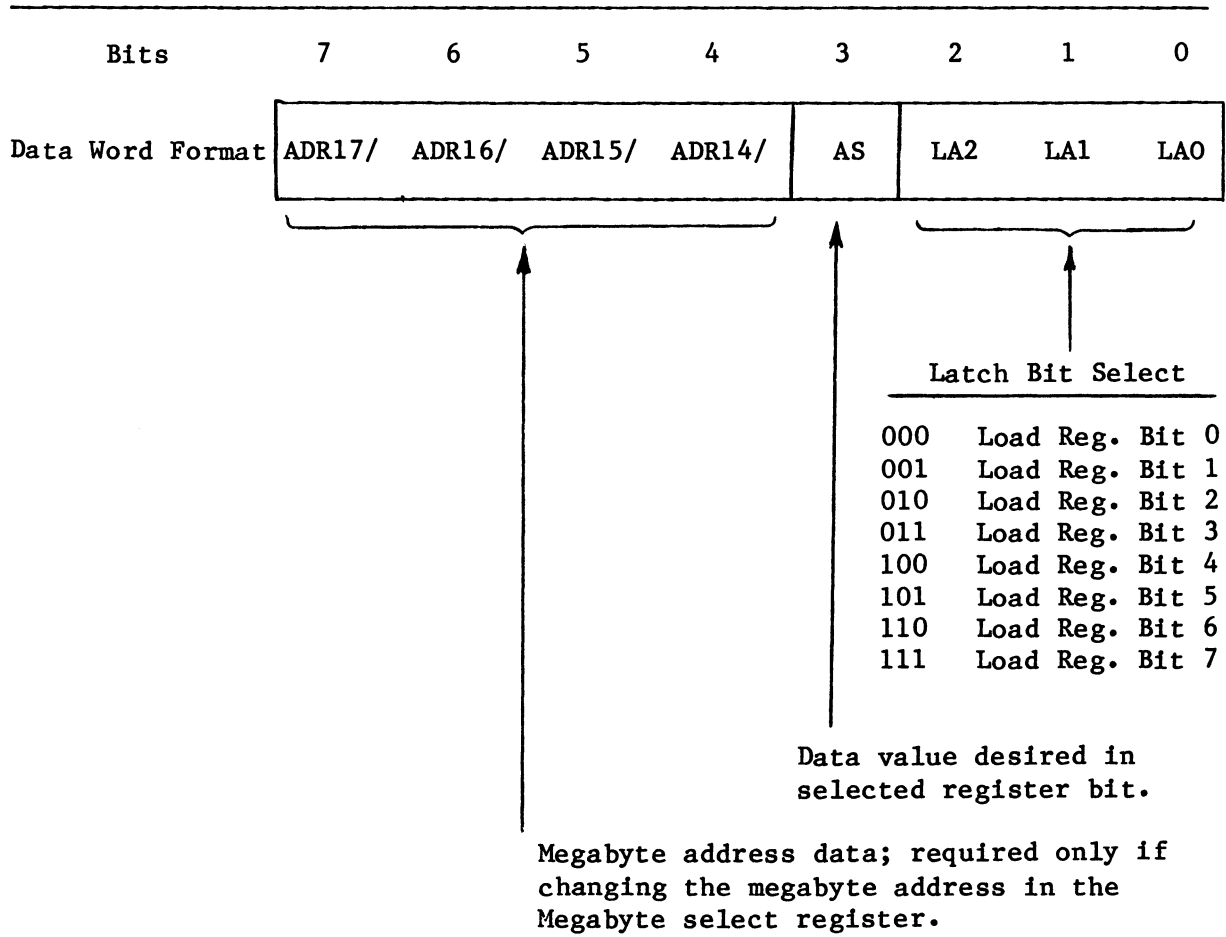 Bits 7 6 5 4 3 2 1 0
Data Word Format ADR17/ ADR16/ ADR15/ ADR14/ AS LA2 LA1 LA0
Latch Bit Select
000 Load Reg. Bit 0
001 Load Reg. Bit 1
010 Load Reg. Bit 2
011 Load Reg. Bit 3
100 Load Reg. Bit 4
101 Load Reg. Bit 5
110 Load Reg. Bit 6
111 Load Reg. Bit 7
Data value desired in
selected register bit.
Megabyte address data; required only if
changing the megabyte address in the
Megabyte select register.